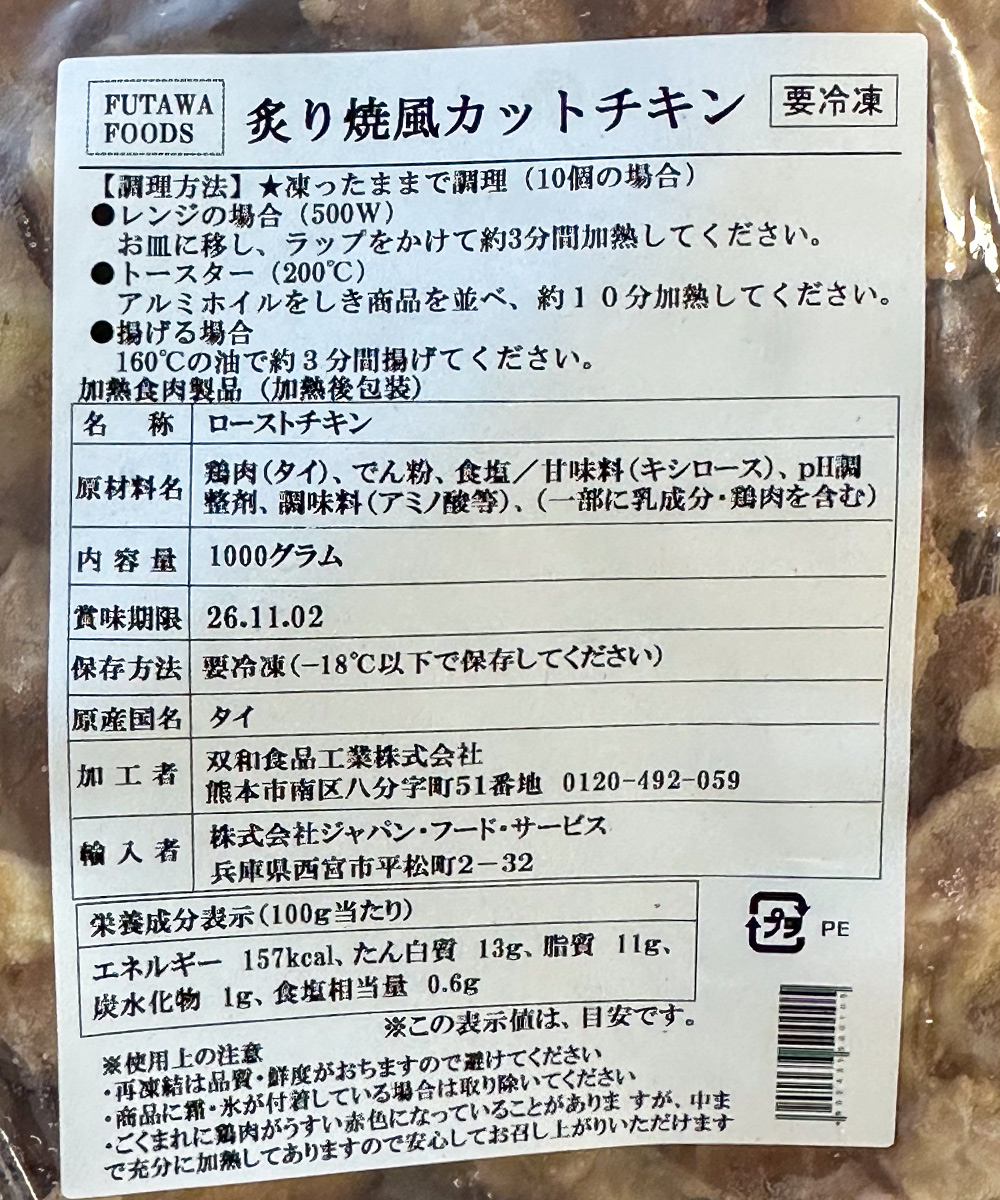 FUTAWA
FOODS
炙り焼風カットチキン
要冷凍
【調理方法】★凍ったままで調理（10個の場合）
●レンジの場合（500W）
お皿に移し、ラップをかけて約3分間加熱してください。
●トースター（200℃）
アルミホイルをしき商品を並べ、約１０分加熱してください。
●揚げる場合
160℃の油で約３分間揚げてください。
加熱食肉製品（加熱後包装）
名 称 ローストチキン
原材料名 鶏肉(タイ)、でん粉、食塩／甘味料(キシロース)、pH調
整剤、調味料(アミノ酸等)、(一部に乳成分・鶏肉を含む)
内容量 1000グラム
賞味期限 26.11.02
保存方法 要冷凍(−18℃以下で保存してください)
原産国名 タイ
加工者 双和食品工業株式会社
熊本市南区八分字町51番地 0120-492-059
輸入者 株式会社ジャパン・フード・サービス
兵庫県西宮市平松町2−32
栄養成分表示(100g当たり)
エネルギー 157kcal、たん白質 13g、脂質 11g、
炭水化物 1g、食塩相当量 0.6g
※この表示値は、目安です。
プラ PE
※使用上の注意
・再凍結は品質・鮮度がおちますので避けてください
・商品に霜・氷が付着している場合は取り除いてください
・ごくまれに鶏肉がうすい赤色になっていることがありま すが、中ま
で充分に加熱してありますので安心してお召し上がりいただけます